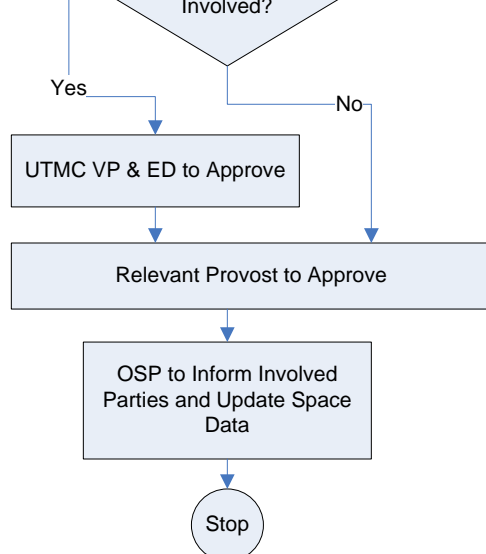 Involved?
Yes
No
UTMC VP & ED to Approve
Relevant Provost to Approve
OSP to Inform Involved
Parties and Update Space
Data
Stop